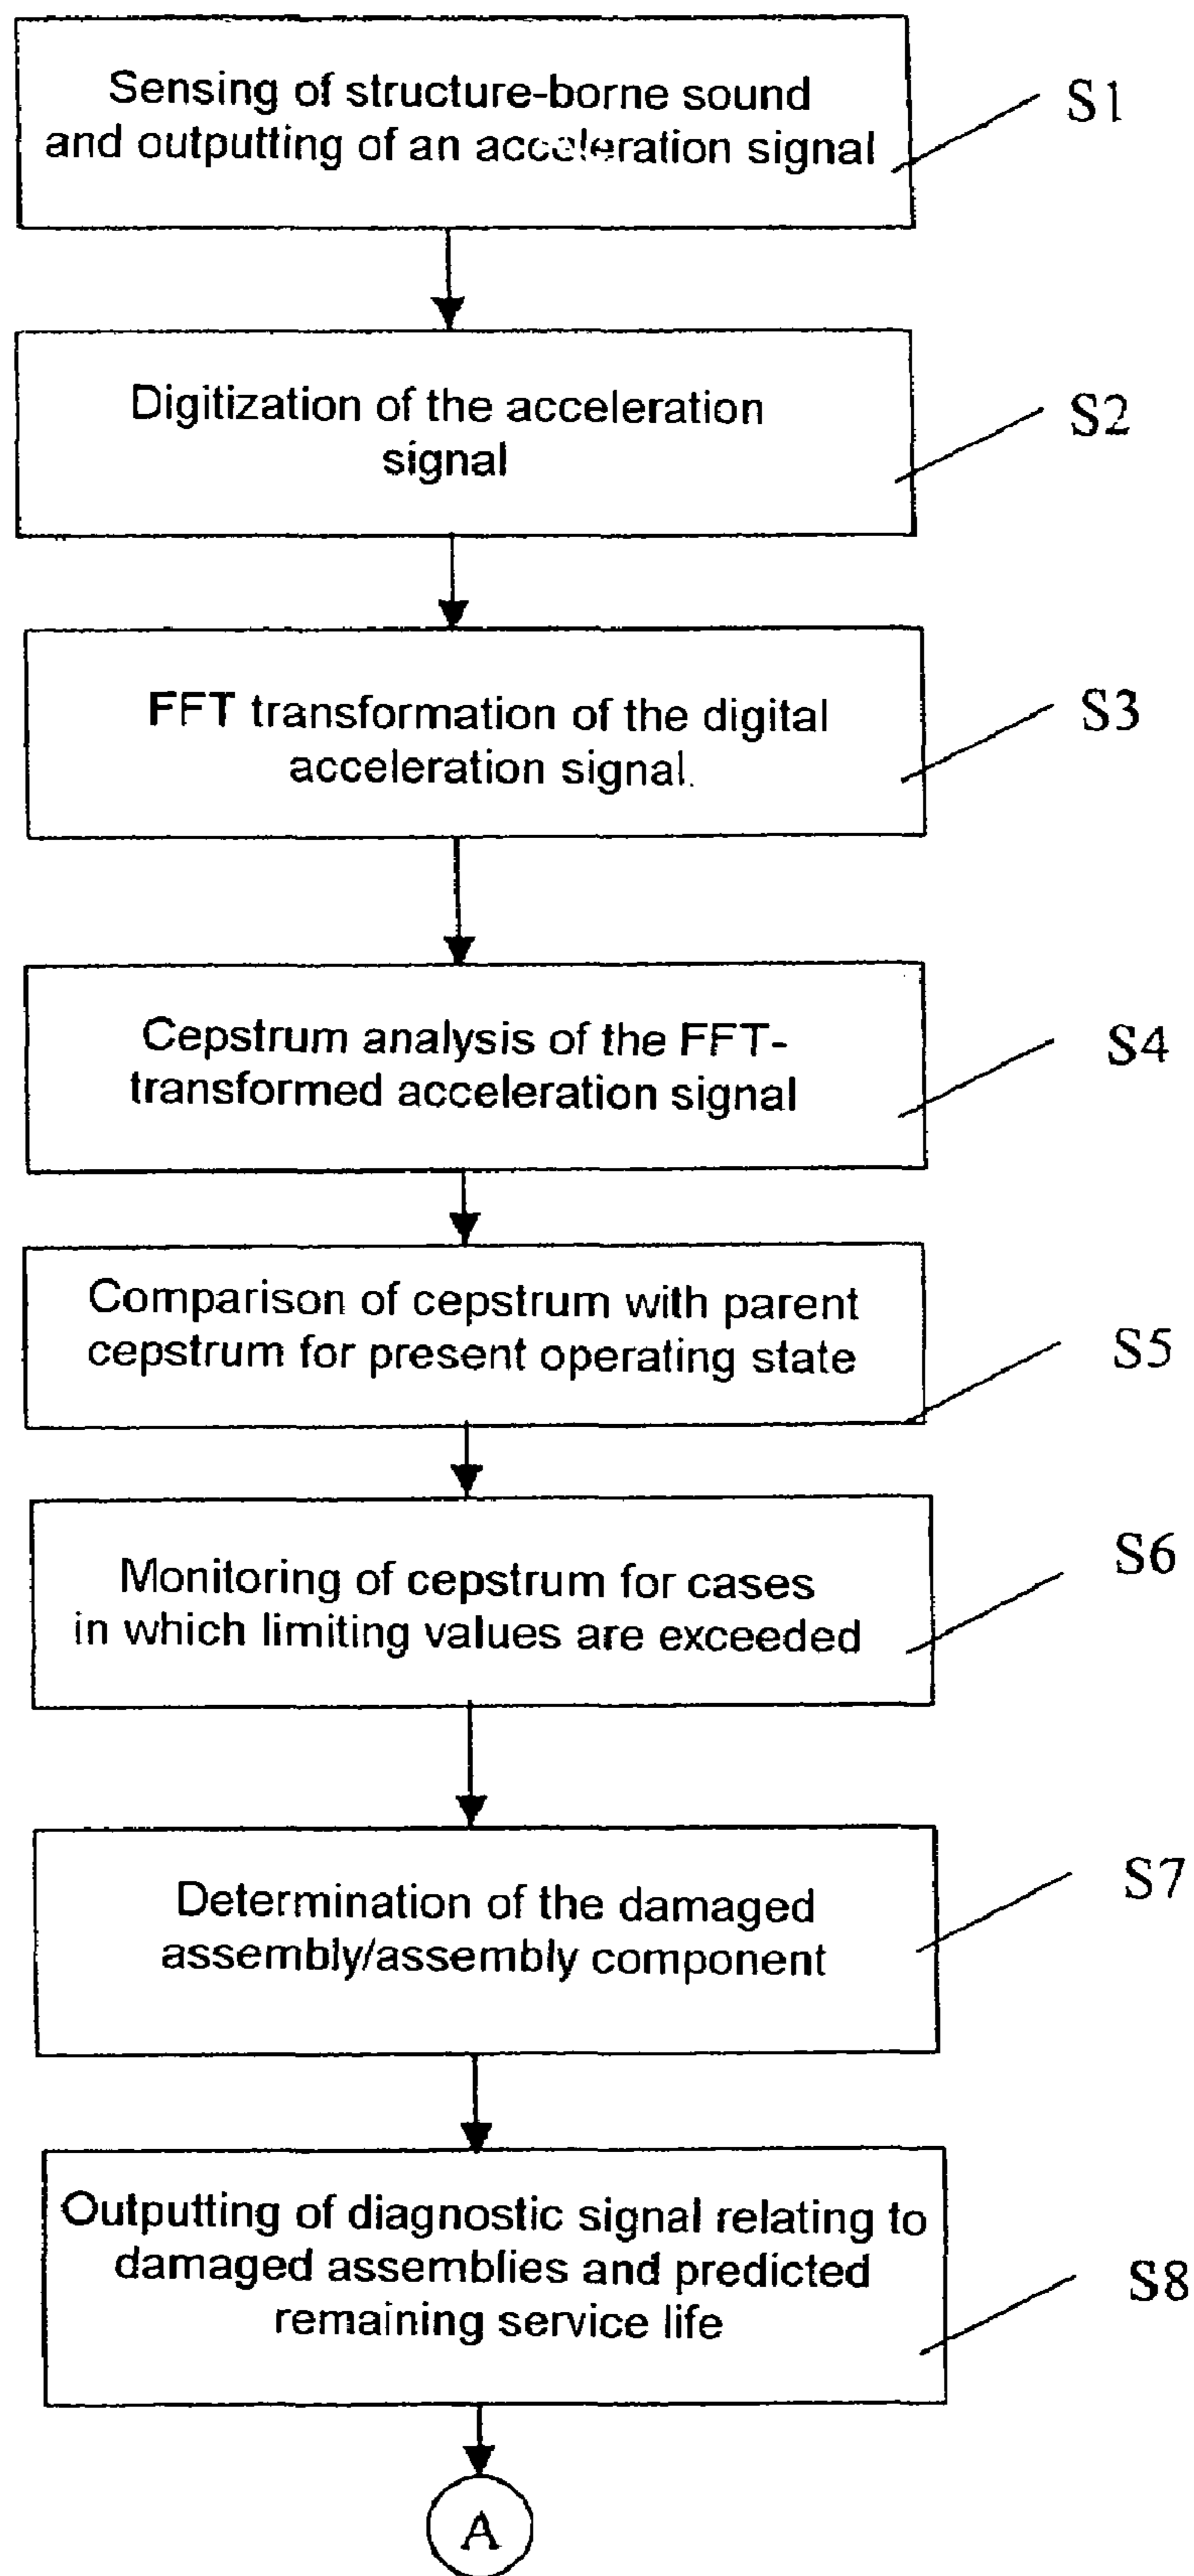 Sensing of structure-borne sound
and outputting of an acceleration signal
S1
Digitization of the acceleration
signal
S2
FFT transformation of the digital
acceleration signal.
S3
Cepstrum analysis of the FFT-
transformed acceleration signal
S4
Comparison of cepstrum with parent
cepstrum for present operating state
S5
Monitoring of cepstrum for cases
in which limiting values are exceeded
S6
Determination of the damaged
assembly/assembly component
S7
Outputting of diagnostic signal relating to
damaged assemblies and predicted
remaining service life
S8
A